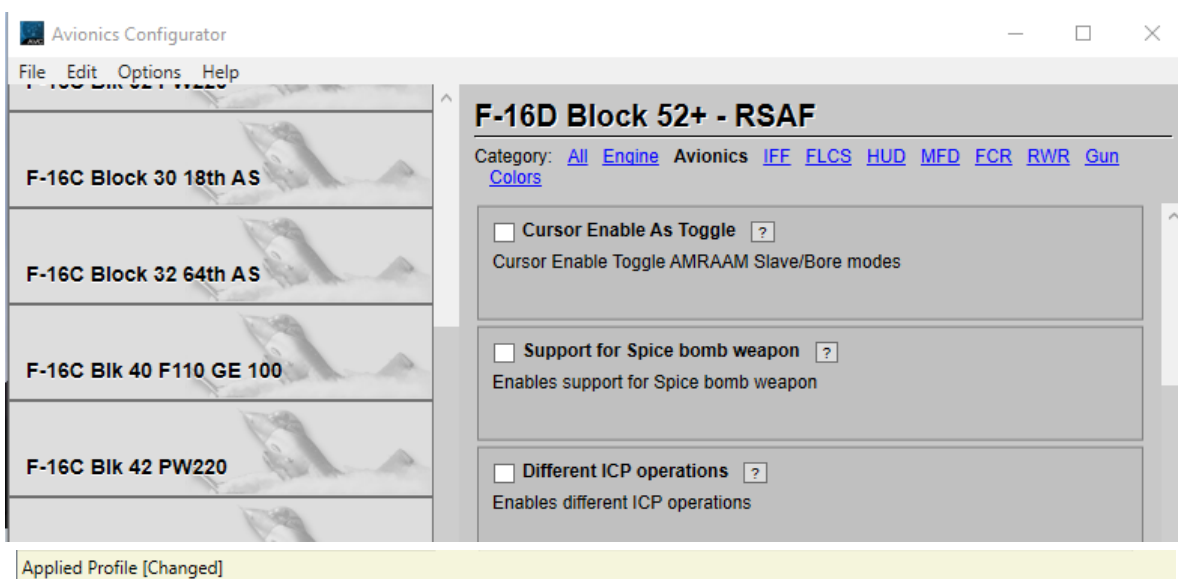 Avionics Configurator
File Edit Options Help
F-16D Block 52+ - RSAF
Category: All Engine Avionics IFF FLCS HUD MFD FCR RWR Gun
Colors
F-16C Block 30 18th AS
F-16C Block 32 64th AS
F-16C Blk 40 F110 GE 100
F-16C Blk 42 PW220
Cursor Enable As Toggle ?
Cursor Enable Toggle AMRAAM Slave/Bore modes
Support for Spice bomb weapon ?
Enables support for Spice bomb weapon
Different ICP operations ?
Enables different ICP operations
Applied Profile [Changed]